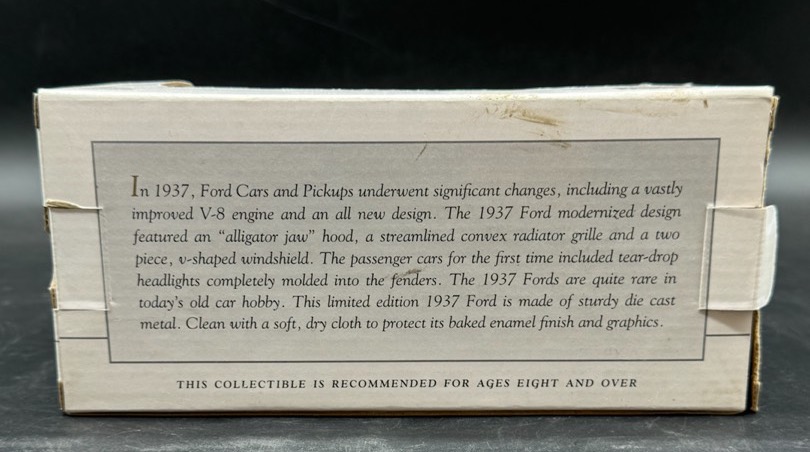 In 1937, Ford Cars and Pickups underwent significant changes, including a vastly
improved V-8 engine and an all new design. The 1937 Ford modernized design
featured an “alligator jaw” hood, a streamlined convex radiator grille and a two
piece, v-shaped windshield. The passenger cars for the first time included tear-drop
headlights completely molded into the fenders. The 1937 Fords are quite rare in
today's old car hobby. This limited edition 1937 Ford is made of sturdy die cast
metal. Clean with a soft, dry cloth to protect its baked enamel finish and graphics.
THIS COLLECTIBLE IS RECOMMENDED FOR AGES EIGHT AND OVER